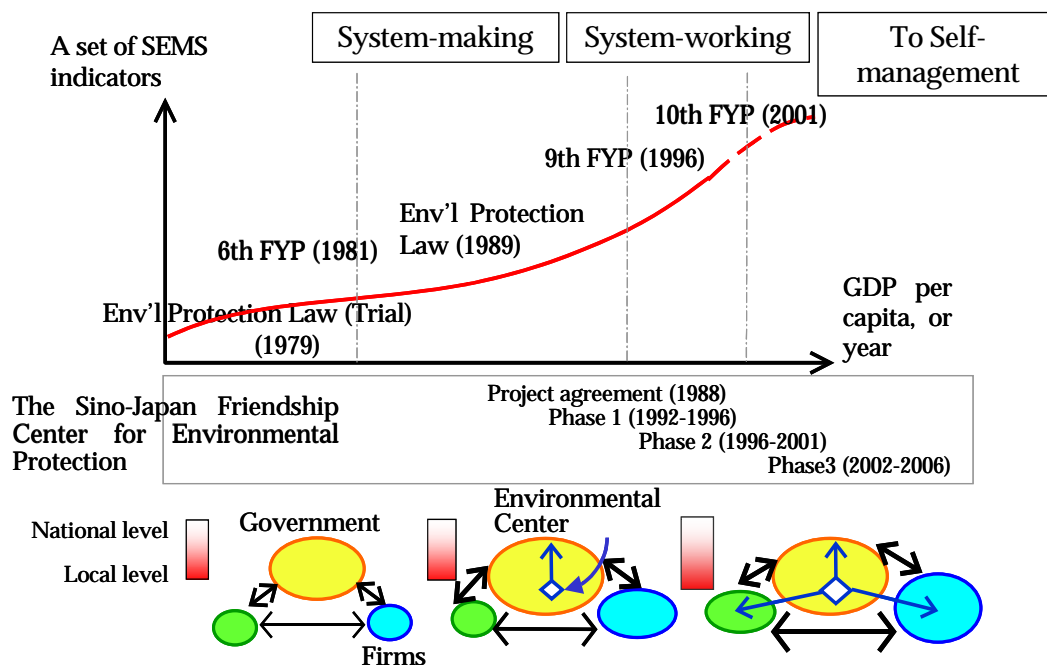 A set of SEMS
indicators
System-making
System-working
To Self-
management
10th FYP (2001)
9th FYP (1996)
Env'l Protection
Law (1989)
6th FYP (1981)
Env'l Protection Law (Trial)
(1979)
GDP per
capita, or
year
The Sino-Japan Friendship
Center for Environmental
Protection
Project agreement (1988)
Phase 1 (1992-1996)
Phase 2 (1996-2001)
Phase3 (2002-2006)
National level
Local level
Government
Firms
Environmental
Center